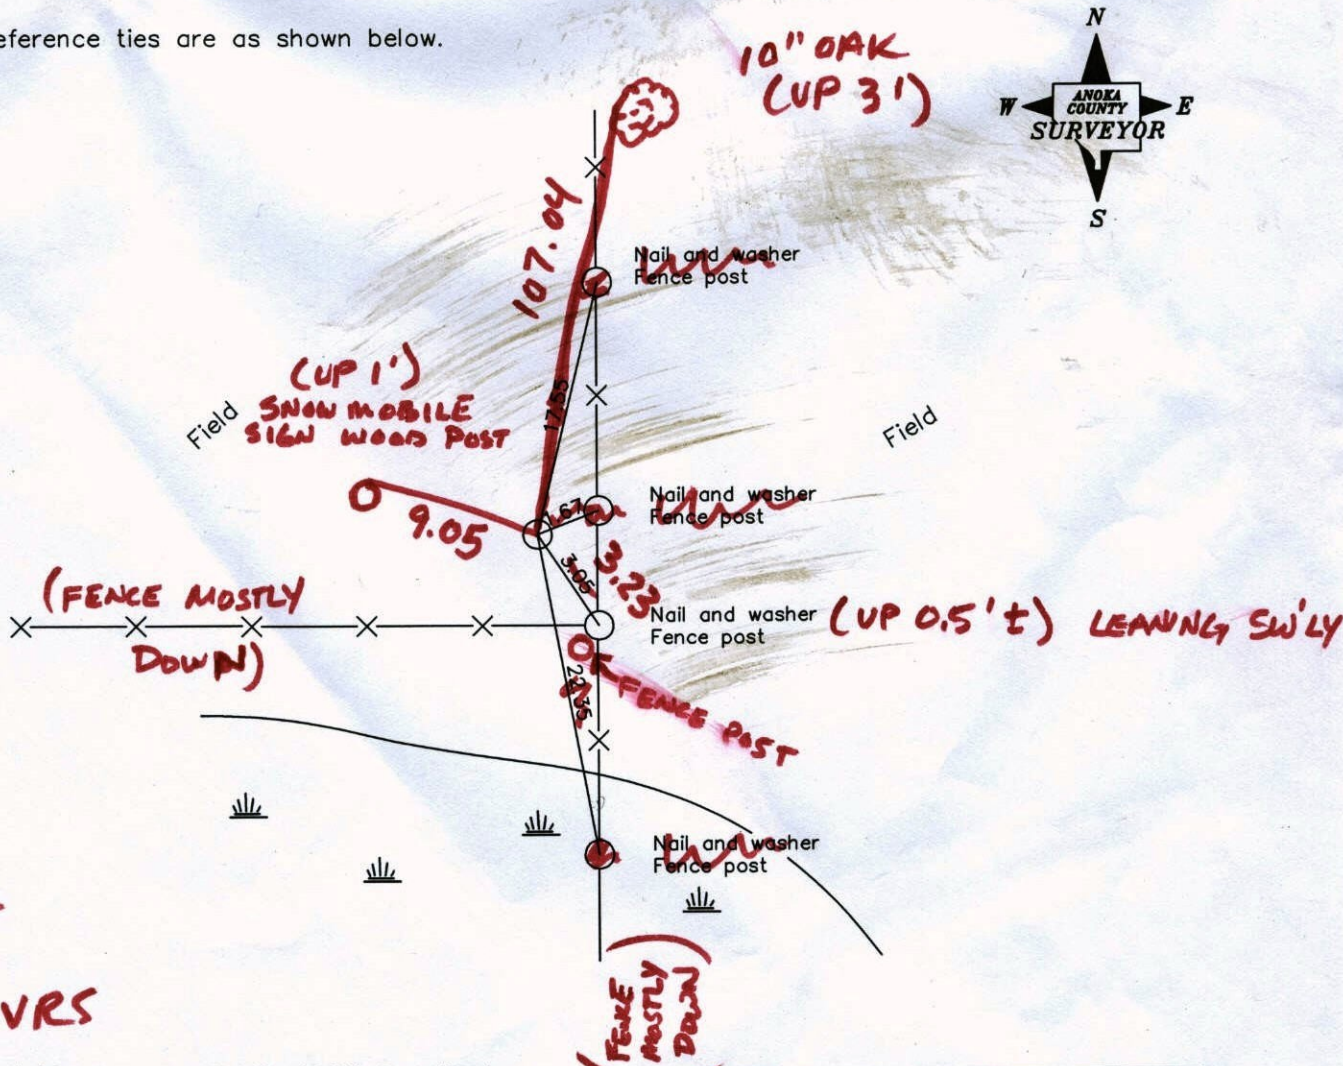 eference ties are as shown below.
10" OAK
(UP 3')
N
W
ANOKA
COUNTY
SURVEYOR
E
S
107.04
Nail and washer
Fence post
(UP 1')
SNOWMOBILE
SIGN WOOD POST
Field
Field
17.55
9.05
1.67
Nail and washer
Fence post
3.05
3.23
(FENCE MOSTLY
DOWN)
Nail and washer
Fence post
(UP 0.5'±) LEANING SW'LY
FENCE POST
22.35
Nail and washer
Fence post
(FENCE
MOSTLY
DOWN)
VRS